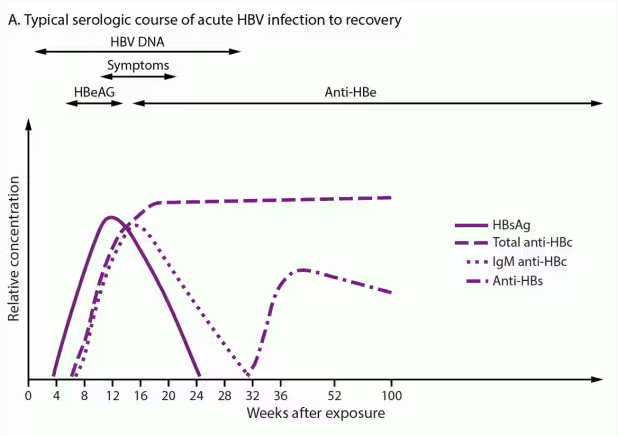 A. Typical serologic course of acute HBV infection to recovery
HBV DNA
Symptoms
HBeAG
Anti-HBe
Relative concentration
HBsAg
Total anti-HBc
IgM anti-HBc
Anti-HBs
0 4 8 12 16 20 24 28 32 36 52 100
Weeks after exposure